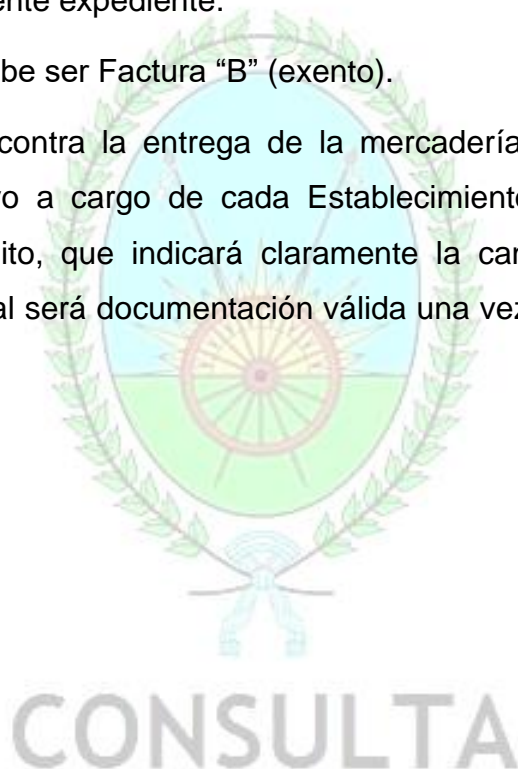 ente expediente.
be ser Factura “B” (exento).
contra la entrega de la mercadería
o a cargo de cada Establecimiento
ito, que indicará claramente la can
al será documentación válida una vez
CONSULTA